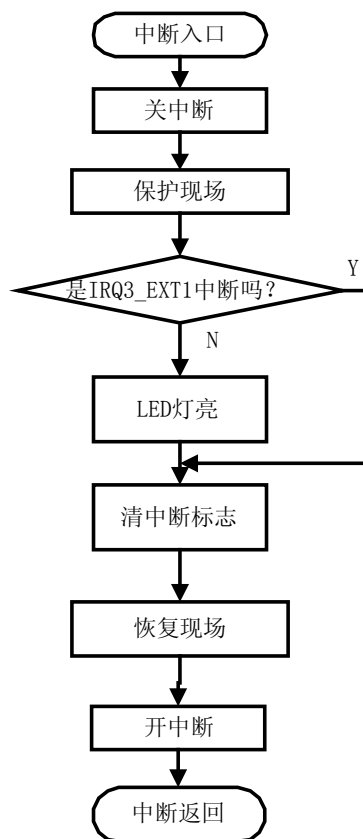 中断入口
关中断
保护现场
是IRQ3_EXT1中断吗?
Y
N
LED灯亮
清中断标志
恢复现场
开中断
中断返回